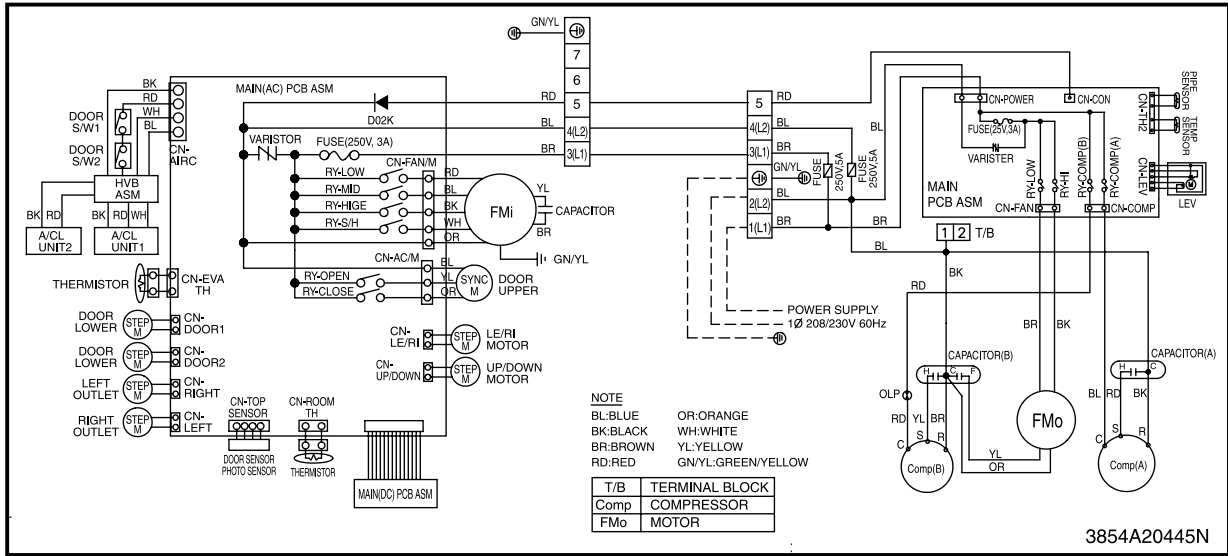 GN/YL
7
6
5
4(L2)
3(L1)
MAIN(AC) PCB ASM
D02K
RD
BL
BR
VARISTOR
FUSE(250V, 3A)
BK
RD
WH
BL
CN-
AIRC
DOOR
S/W1
DOOR
S/W2
HVB
ASM
BK RD
BK RD WH
A/CL
UNIT2
A/CL
UNIT1
CN-FAN/M
RY-LOW
RY-MID
RY-HIGE
RY-S/H
RD
BL
BK
WH
OR
FMi
YL
CAPACITOR
BR
GN/YL
CN-AC/M
RY-OPEN
RY-CLOSE
BL
YL
OR
SYNC
M
DOOR
UPPER
THERMISTOR
CN-EVA
TH
DOOR
LOWER
STEP
M
CN-
DOOR1
DOOR
LOWER
STEP
M
CN-
DOOR2
LEFT
OUTLET
STEP
M
CN-
RIGHT
RIGHT
OUTLET
STEP
M
CN-
LEFT
CN-
LE/RI
STEP
M
LE/RI
MOTOR
CN-
UP/DOWN
STEP
M
UP/DOWN
MOTOR
CN-TOP
SENSOR
DOOR SENSOR
PHOTO SENSOR
CN-ROOM
TH
THERMISTOR
MAIN(DC) PCB ASM
RD
BL
BR
5
4(L2)
3(L1)
2(L2)
1(L1)
RD
BL
BR
GN/YL
BL
BR
FUSE
250V,5A
FUSE
250V,5A
BL
BR
BL
POWER SUPPLY
1Ø 208/230V 60Hz
CN-POWER
CN-CON
FUSE(25V,3A)
VARISTER
MAIN
PCB ASM
RY-LOW
RY-HI
RY-COMP(B)
RY-COMP(A)
CN-FAN
CN-COMP
CN-TH2
CN-LEV
PIPE
SENSOR
TEMP
SENSOR
M
LEV
1 2 T/B
BK
RD
BR BK
CAPACITOR(B)
H C F
CAPACITOR(A)
H C
OLP
RD YL BR
C S R
Comp(B)
FMo
YL
OR
BL RD BK
C S R
Comp(A)
NOTE
BL:BLUE OR:ORANGE
BK:BLACK WH:WHITE
BR:BROWN YL:YELLOW
RD:RED GN/YL:GREEN/YELLOW
T/B TERMINAL BLOCK
Comp COMPRESSOR
FMo MOTOR
3854A20445N